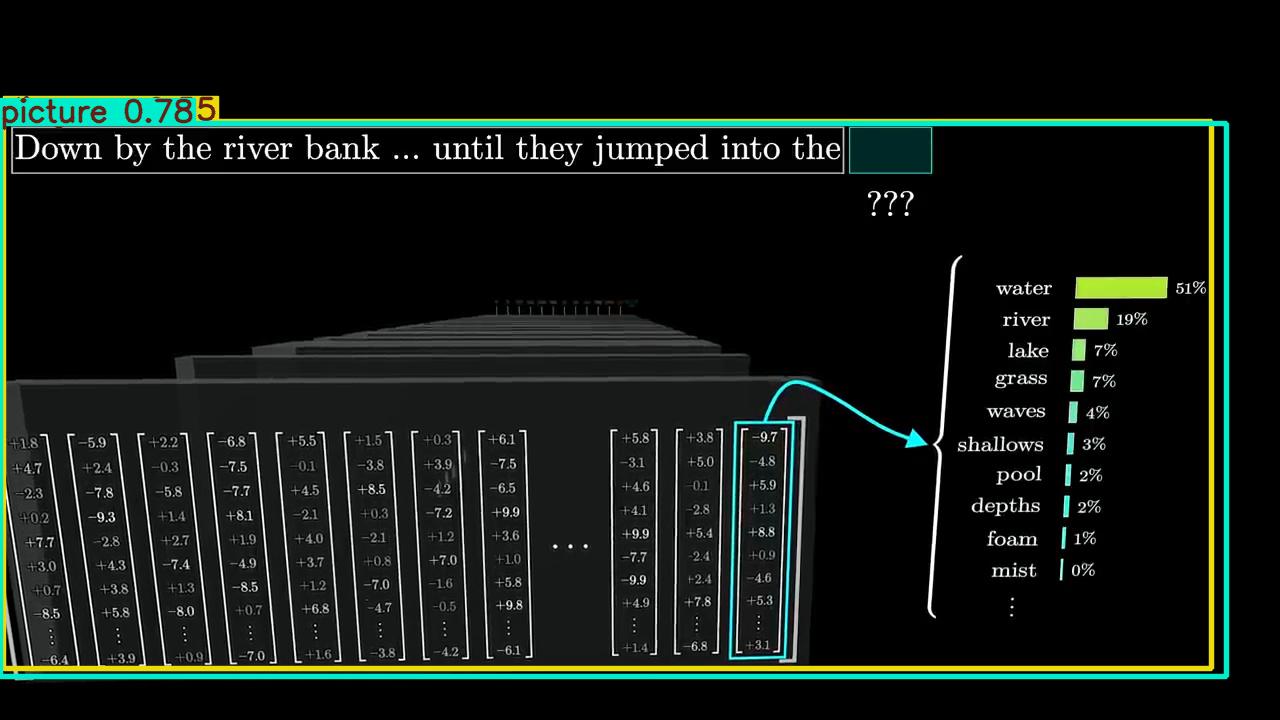 picture 0.785
Down by the river bank ... until they jumped into the
???
water 51%
river 19%
lake 7%
grass 7%
waves 4%
shallows 3%
pool 2%
depths 2%
foam 1%
mist 0%
⋮
+1.8 −5.9 +2.2 −6.8 +5.5 +1.5 +0.3 +6.1 +5.8 +3.8 −9.7
+4.7 +2.4 −0.3 −7.5 −0.1 −3.8 +3.9 −7.5 −3.1 +5.0 −4.8
−2.3 −7.8 −5.8 −7.7 +4.5 +8.5 −4.2 −6.5 +4.6 −0.1 +5.9
+0.2 −9.3 +1.4 +8.1 −2.1 +0.3 −7.2 +9.9 +4.1 −2.8 +1.3
+7.7 −2.8 +2.7 +1.9 +4.0 −2.1 +1.2 +3.6 ... +9.9 +5.4 +8.8
+3.0 +4.3 −7.4 −4.9 +3.7 +0.8 +7.0 +1.0 −7.7 −2.4 +0.9
+0.7 +3.8 +1.3 −8.5 +1.2 −7.0 −1.6 +5.8 −9.9 +2.4 −4.6
−8.5 +5.8 −8.0 +0.7 +6.8 −4.7 −0.5 +9.8 +4.9 +7.8 +5.3
⋮ ⋮ ⋮ ⋮ ⋮ ⋮ ⋮ ⋮ ⋮ ⋮ ⋮
−6.4 +3.9 +0.9 −7.0 +1.6 −3.8 −4.2 −6.1 +1.4 −6.8 +3.1